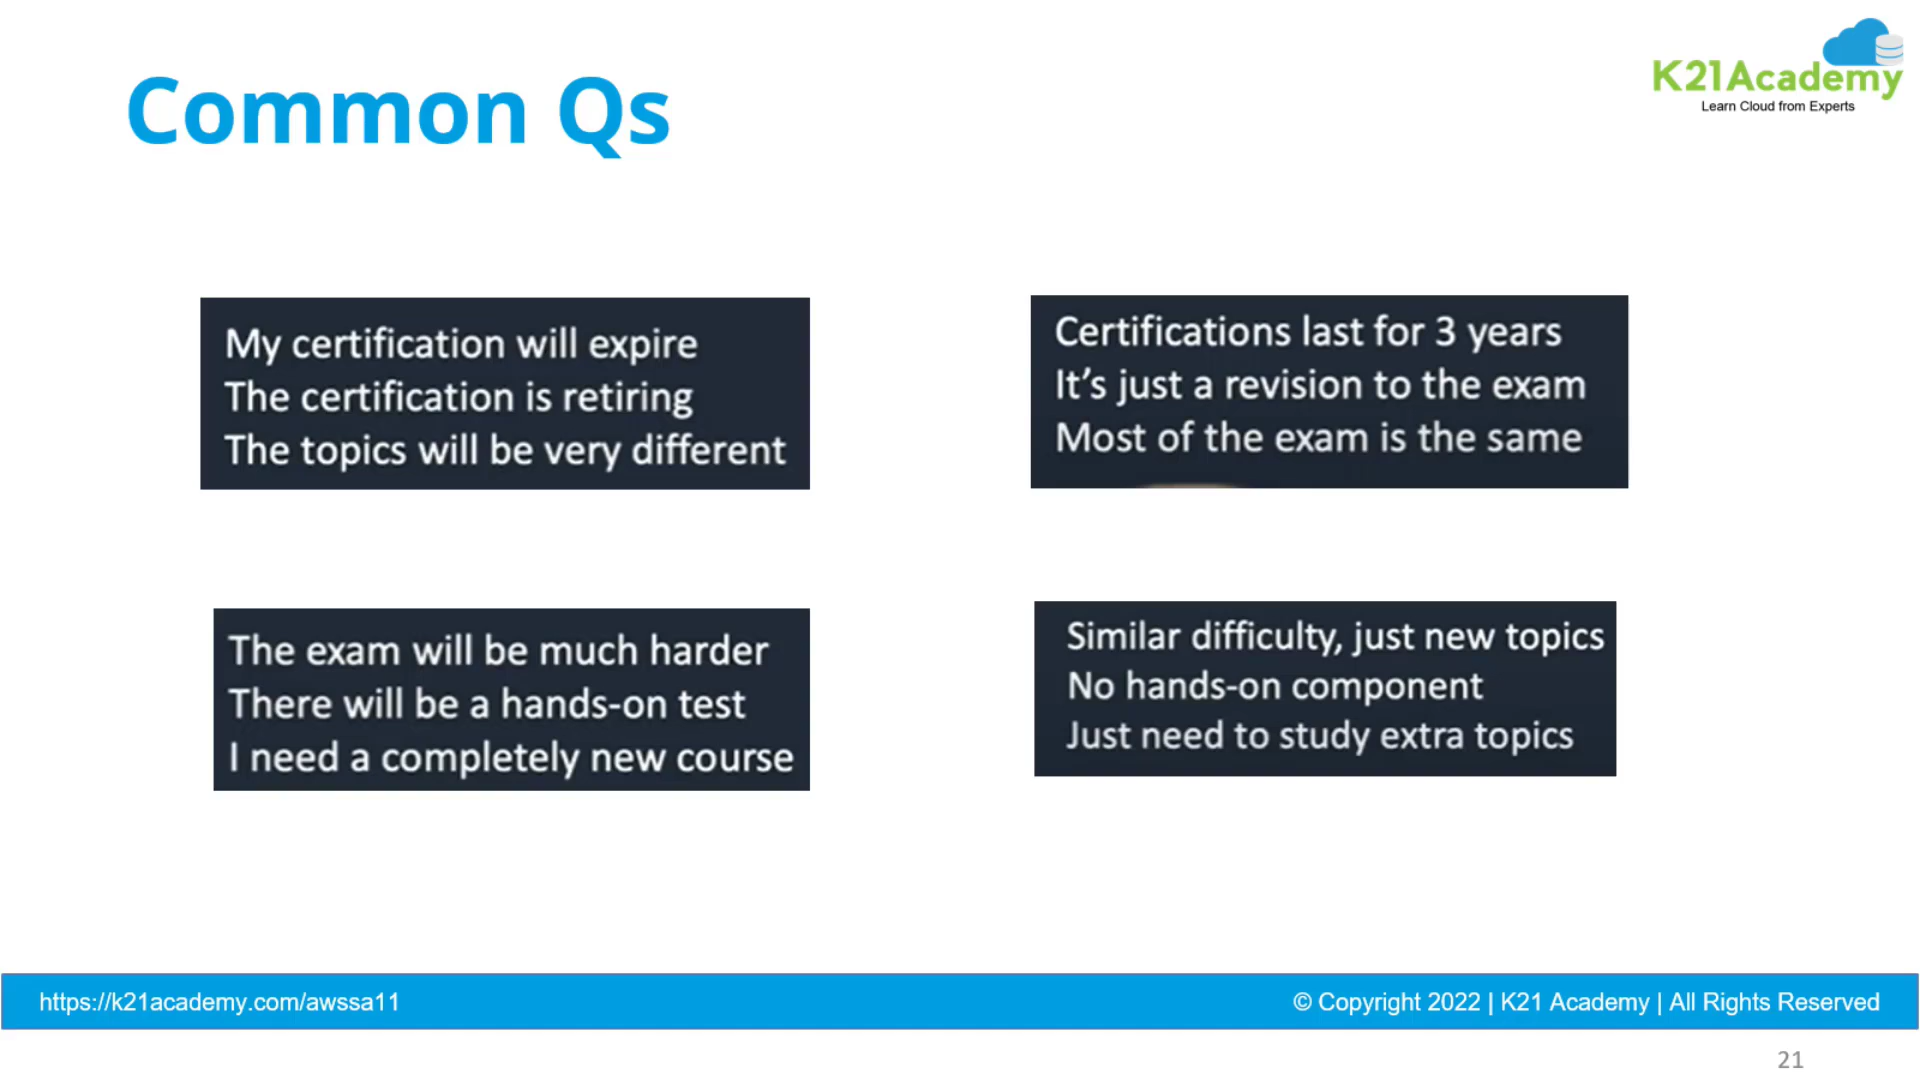 Common Qs
K21Academy
Learn Cloud from Experts
My certification will expire
The certification is retiring
The topics will be very different
Certifications last for 3 years
It's just a revision to the exam
Most of the exam is the same
The exam will be much harder
There will be a hands-on test
I need a completely new course
Similar difficulty, just new topics
No hands-on component
Just need to study extra topics
https://k21academy.com/awssa11
© Copyright 2022 | K21 Academy | All Rights Reserved
21